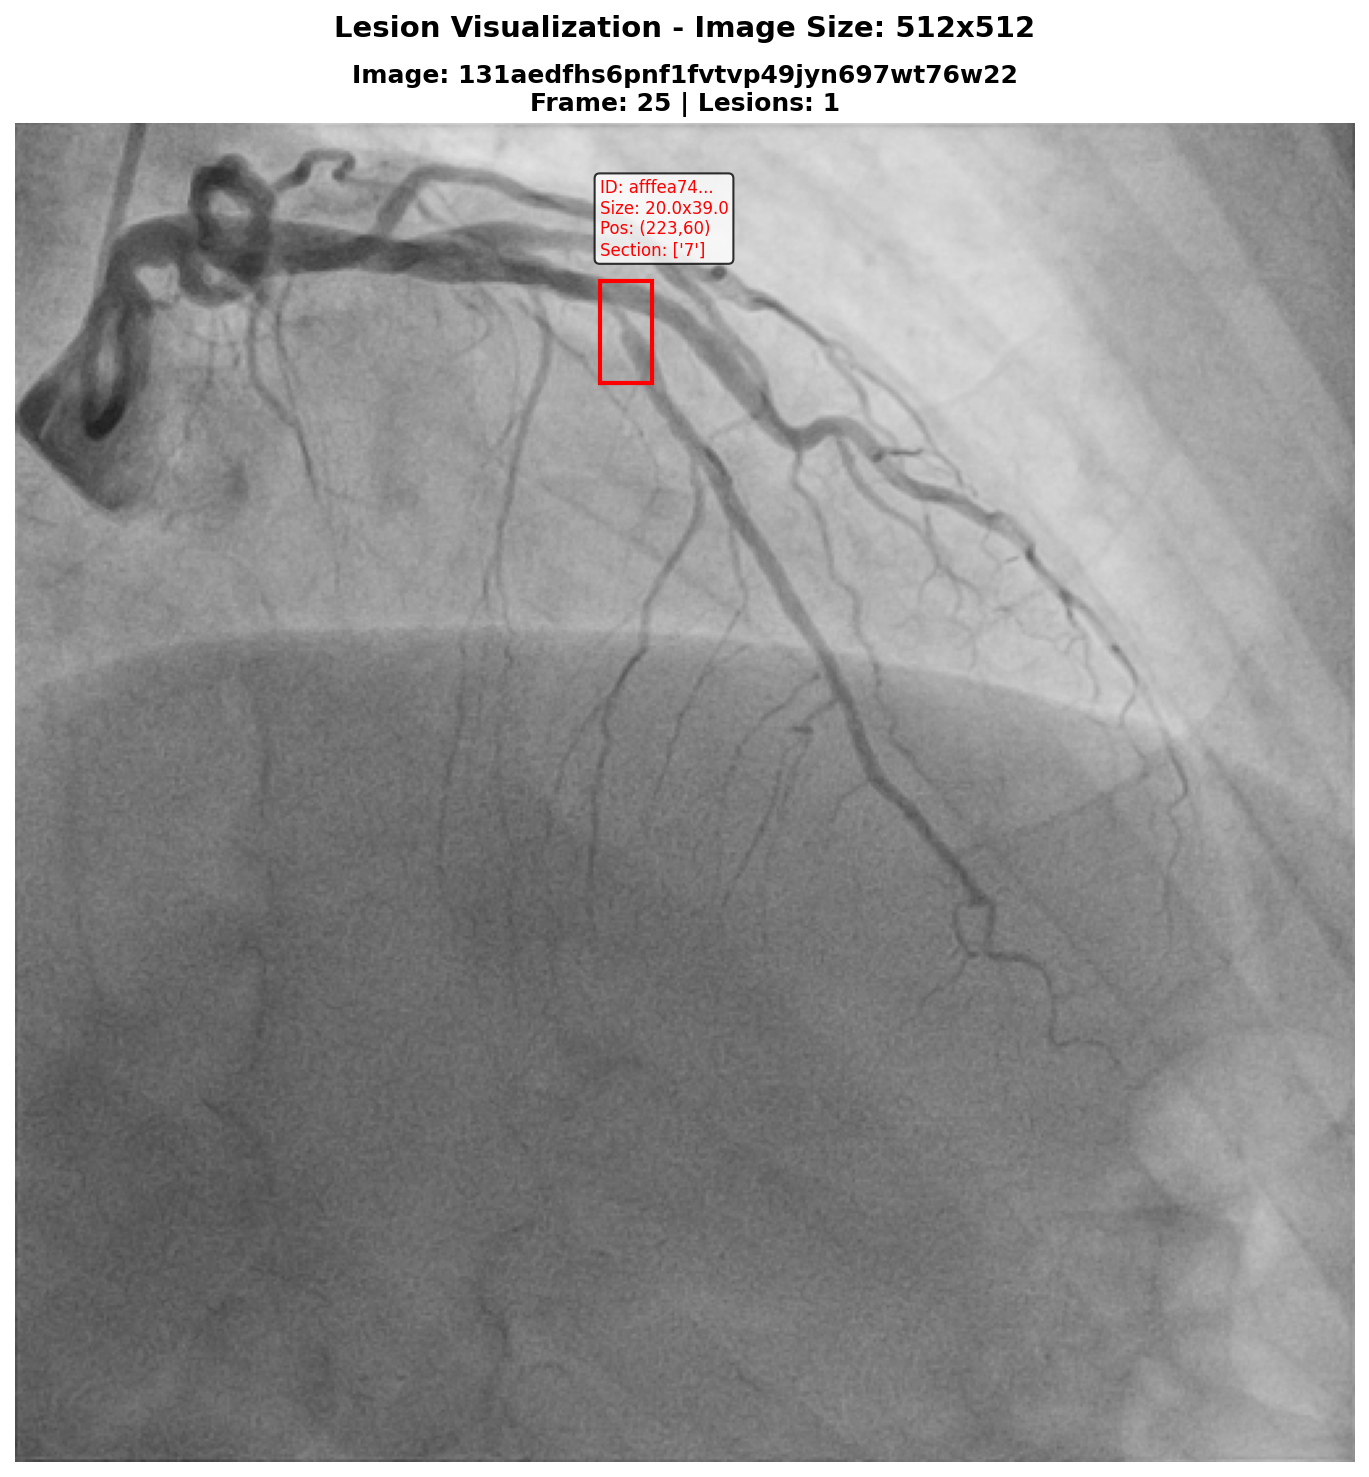 Lesion Visualization - Image Size: 512x512
Image: 131aedfhs6pnf1fvtvp49jyn697wt76w22
Frame: 25 | Lesions: 1
ID: afffea74...
Size: 20.0x39.0
Pos: (223,60)
Section: ['7']